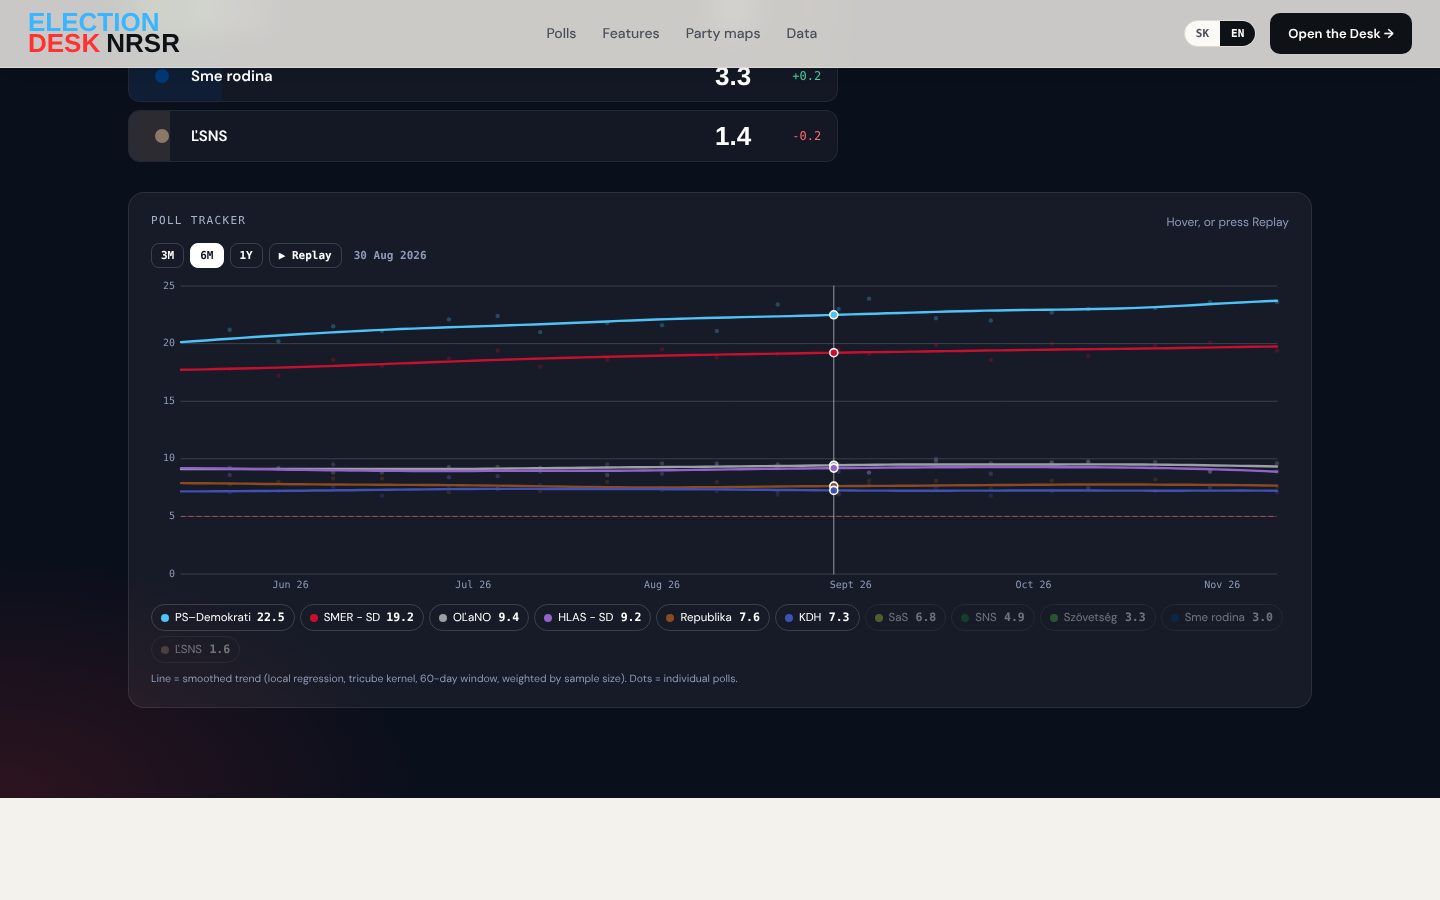 ELECTION
DESK NRSR
Polls Features Party maps Data
SK EN Open the Desk →
Sme rodina 3.3 +0.2
ĽSNS 1.4 -0.2
POLL TRACKER
Hover, or press Replay
3M 6M 1Y ▶ Replay 30 Aug 2026
25
20
15
10
5
0
Jun 26 Jul 26 Aug 26 Sept 26 Oct 26 Nov 26
PS–Demokrati 22.5 SMER – SD 19.2 OĽaNO 9.4 HLAS – SD 9.2 Republika 7.6 KDH 7.3 SaS 6.8 SNS 4.9 Szövetség 3.3 Sme rodina 3.0
ĽSNS 1.6
Line = smoothed trend (local regression, tricube kernel, 60-day window, weighted by sample size). Dots = individual polls.